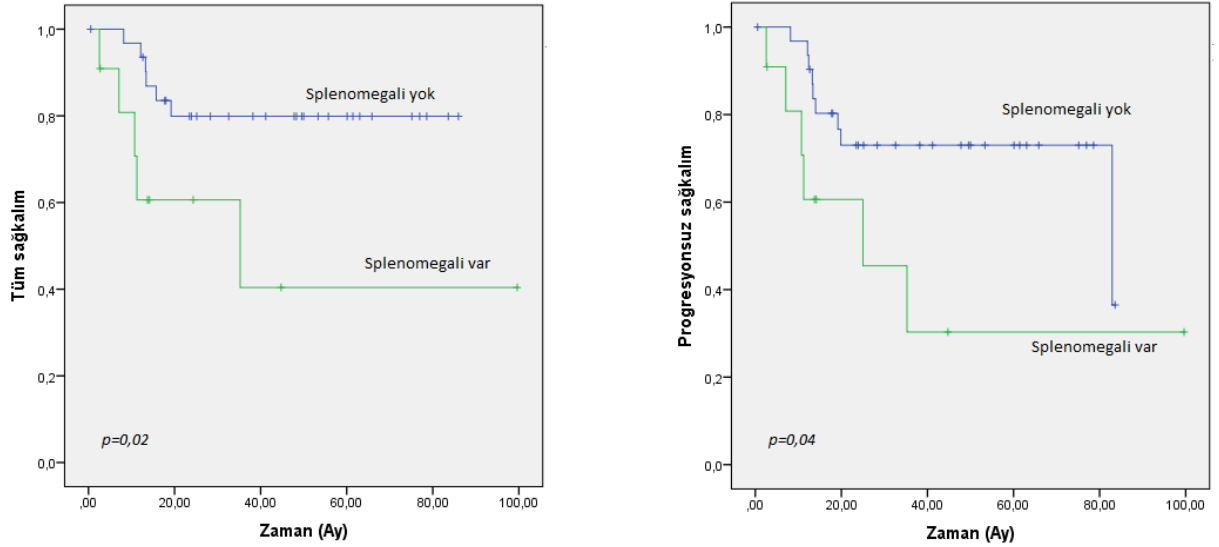 Tüm sağkalım
1,0
0,8
0,6
0,4
0,2
0,0
Splenomegali yok
Splenomegali var
p=0,02
,00 20,00 40,00 60,00 80,00 100,00
Zaman (Ay)
Progresyonsuz sağkalım
1,0
0,8
0,6
0,4
0,2
0,0
Splenomegali yok
Splenomegali var
p=0,04
,00 20,00 40,00 60,00 80,00 100,00
Zaman (Ay)